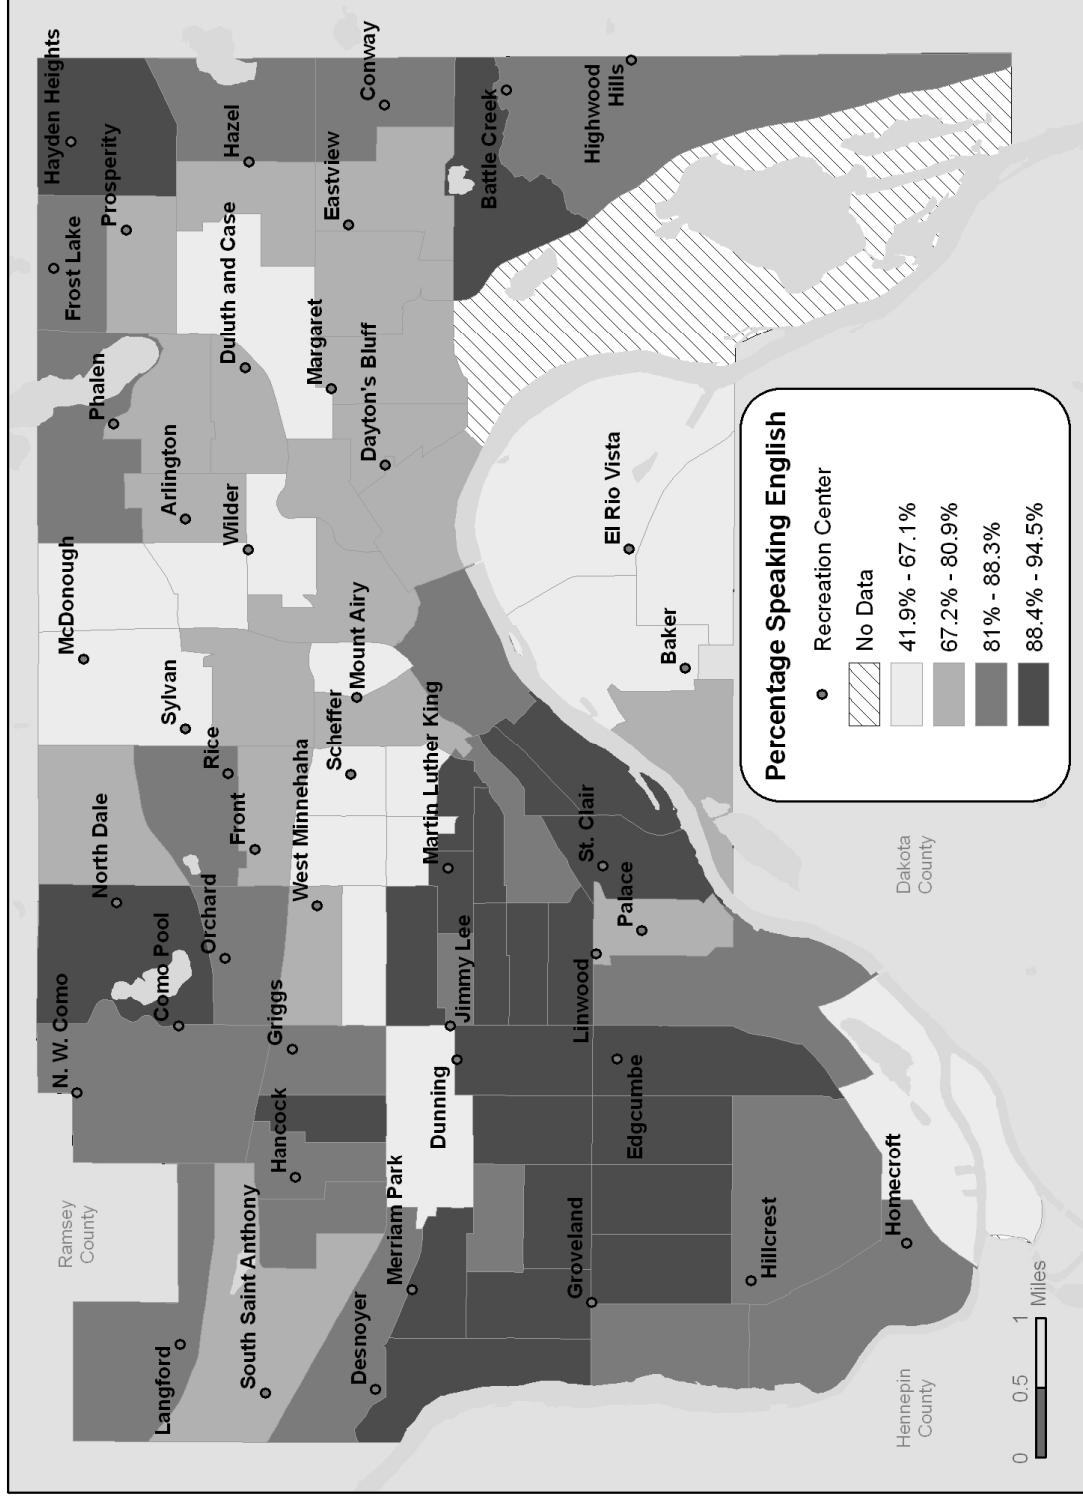 Ramsey
County
N. W. Como
North Dale
McDonough
Phalen
Frost Lake
Prosperity
Hayden Heights
Langford
Como Pool
Orchard
Rice
Sylvan
Arlington
South Saint Anthony
Hancock
Griggs
Front
Wilder
Duluth and Case
Hazel
West Minnehaha
Scheffer
Mount Airy
Margaret
Eastview
Conway
Desnoyer
Merriam Park
Dunning
Jimmy Lee
Martin Luther King
Dayton's Bluff
Battle Creek
Groveland
Edgcumbe
Linwood
Palace
St. Clair
El Rio Vista
Highwood
Hills
Baker
Hillcrest
Homecroft
Hennepin
County
Dakota
County
0 0.5 1
Miles
Percentage Speaking English
Recreation Center
No Data
41.9% - 67.1%
67.2% - 80.9%
81% - 88.3%
88.4% - 94.5%